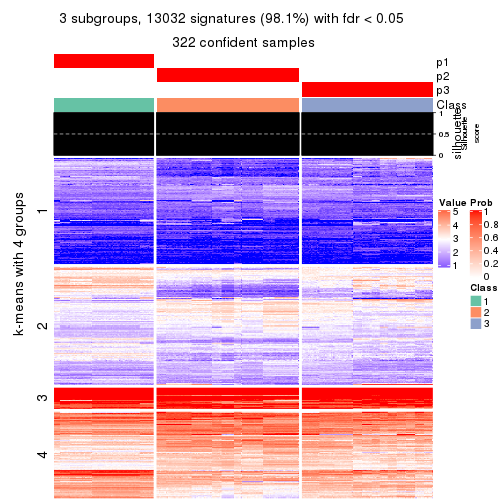 3 subgroups, 13032 signatures (98.1%) with fdr < 0.05
322 confident samples
p1
p2
p3
Class
1
0.5
0
silhouette
Silhouette
score
k-means with 4 groups
1
2
3
4
Value
5
4
3
2
1
Prob
1
0.8
0.6
0.4
0.2
0
Class
1
2
3